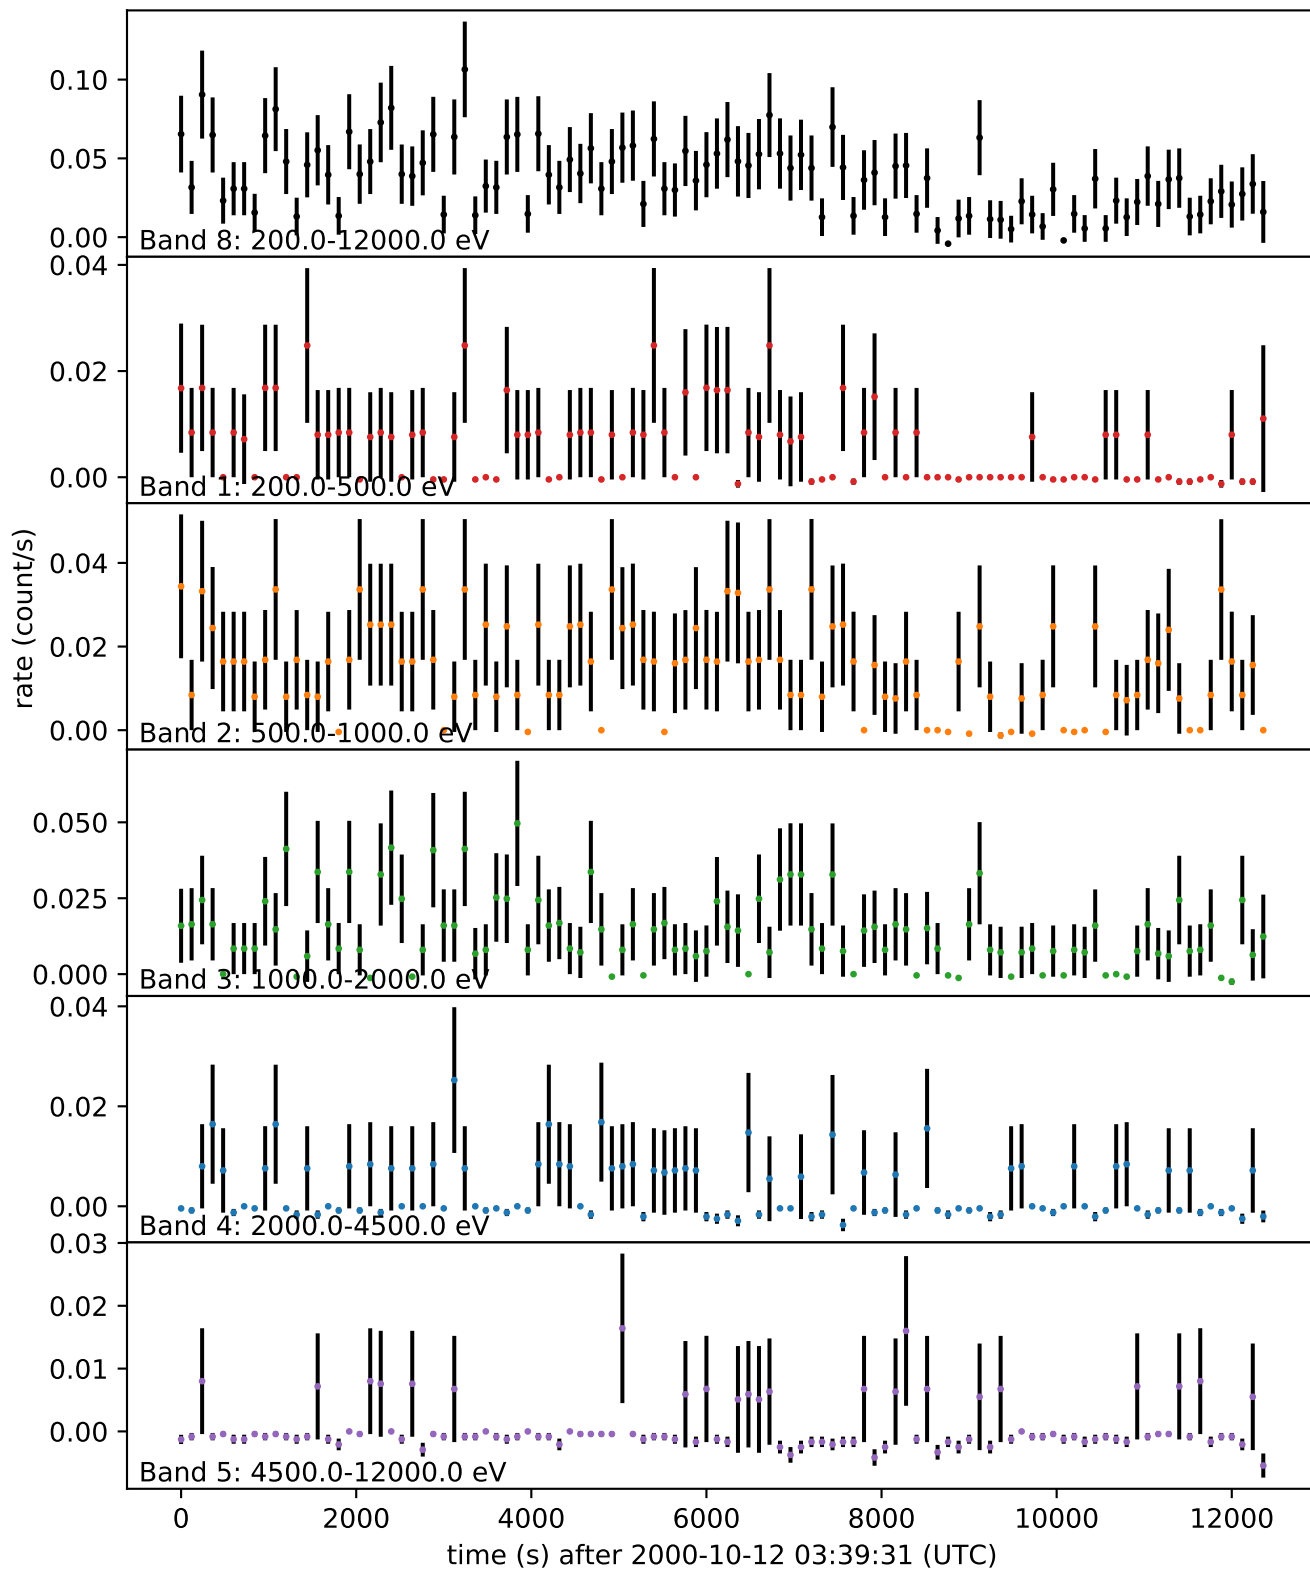 0.10
0.05
0.00
Band 8: 200.0-12000.0 eV
0.04
0.02
0.00
Band 1: 200.0-500.0 eV
0.04
0.02
0.00
Band 2: 500.0-1000.0 eV
rate (count/s)
0.050
0.025
0.000
Band 3: 1000.0-2000.0 eV
0.04
0.02
0.00
Band 4: 2000.0-4500.0 eV
0.03
0.02
0.01
0.00
Band 5: 4500.0-12000.0 eV
0 2000 4000 6000 8000 10000 12000
time (s) after 2000-10-12 03:39:31 (UTC)